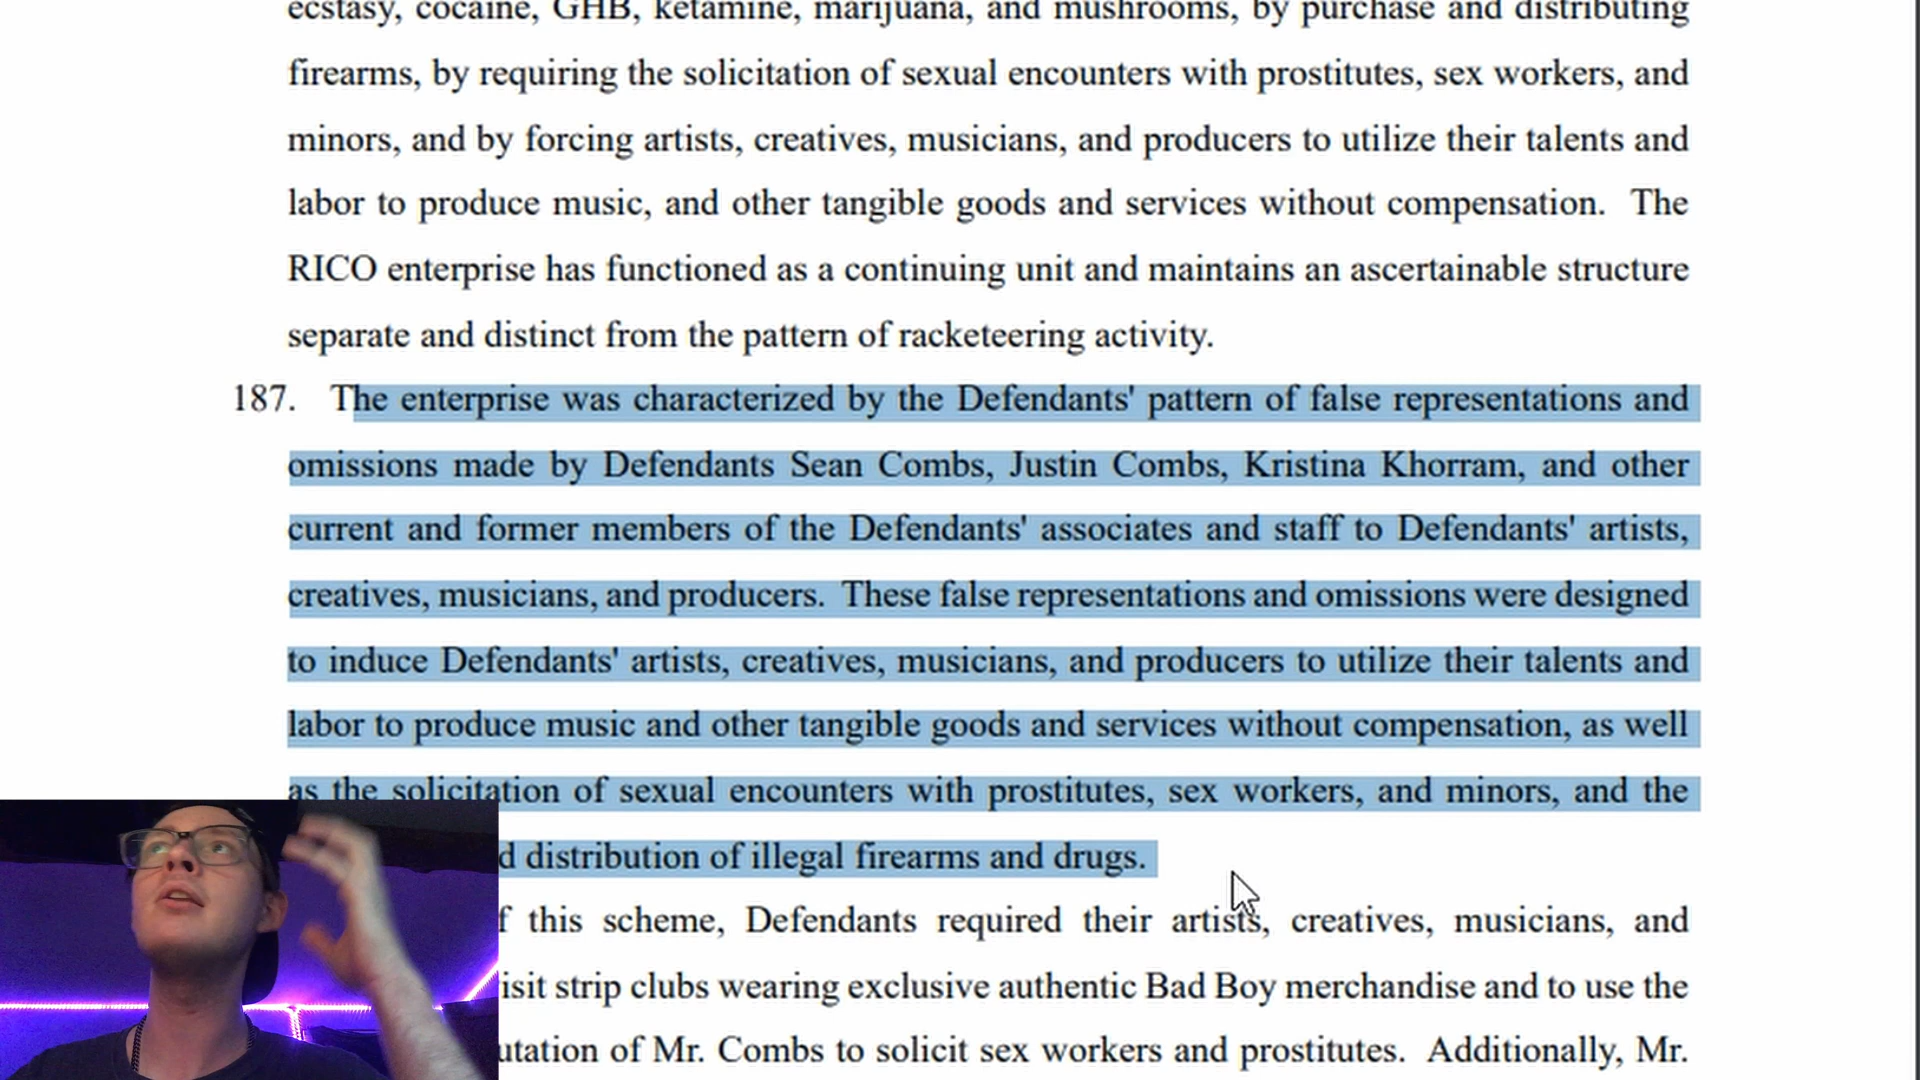 ecstasy, cocaine, GHB, ketamine, marijuana, and mushrooms, by purchase and distributing
firearms, by requiring the solicitation of sexual encounters with prostitutes, sex workers, and
minors, and by forcing artists, creatives, musicians, and producers to utilize their talents and
labor to produce music, and other tangible goods and services without compensation. The
RICO enterprise has functioned as a continuing unit and maintains an ascertainable structure
separate and distinct from the pattern of racketeering activity.
187. The enterprise was characterized by the Defendants' pattern of false representations and
omissions made by Defendants Sean Combs, Justin Combs, Kristina Khorram, and other
current and former members of the Defendants' associates and staff to Defendants' artists,
creatives, musicians, and producers. These false representations and omissions were designed
to induce Defendants' artists, creatives, musicians, and producers to utilize their talents and
labor to produce music and other tangible goods and services without compensation, as well
as the solicitation of sexual encounters with prostitutes, sex workers, and minors, and the
d distribution of illegal firearms and drugs.
f this scheme, Defendants required their artists, creatives, musicians, and
isit strip clubs wearing exclusive authentic Bad Boy merchandise and to use the
utation of Mr. Combs to solicit sex workers and prostitutes. Additionally, Mr.